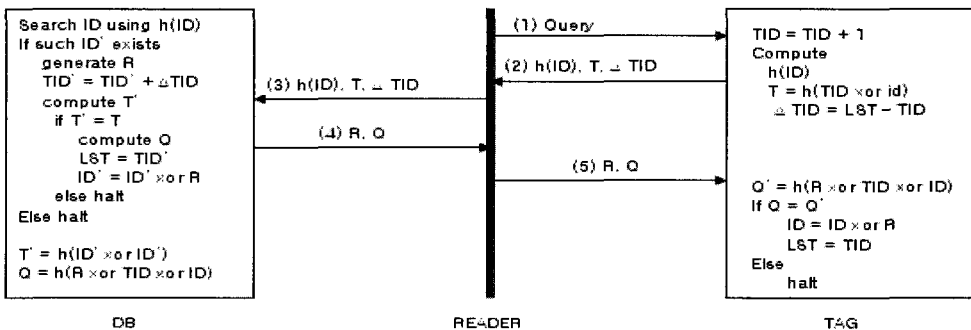 Search ID using h(ID)
If such ID' exists
generate R
TID' = TID' + △TID
compute T'
if T' = T
compute Q
LST = TID'
ID' = ID' xor R
else halt
Else halt
T' = h(ID' xor ID')
Q = h(R xor TID xor ID)
DB
(1) Query
(2) h(ID), T, △ TID
(3) h(ID), T, △ TID
(4) R, Q
(5) R, Q
READER
TID = TID + 1
Compute
h(ID)
T = h(TID xor id)
△ TID = LST - TID
Q' = h(R xor TID xor ID)
If Q = Q'
ID = ID xor R
LST = TID
Else
halt
TAG